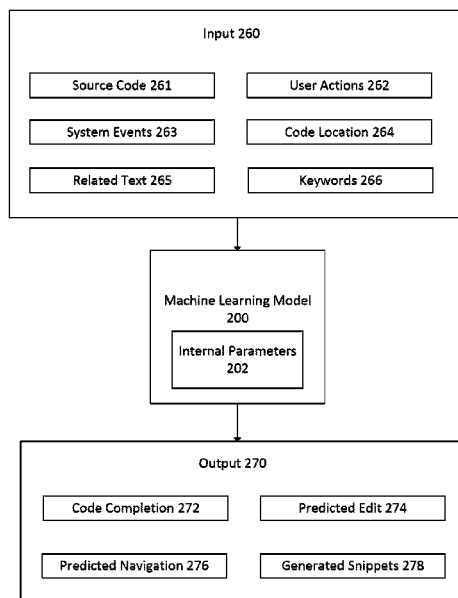 Input 260
Source Code 261
User Actions 262
System Events 263
Code Location 264
Related Text 265
Keywords 266
Machine Learning Model
200
Internal Parameters
202
Output 270
Code Completion 272
Predicted Edit 274
Predicted Navigation 276
Generated Snippets 278